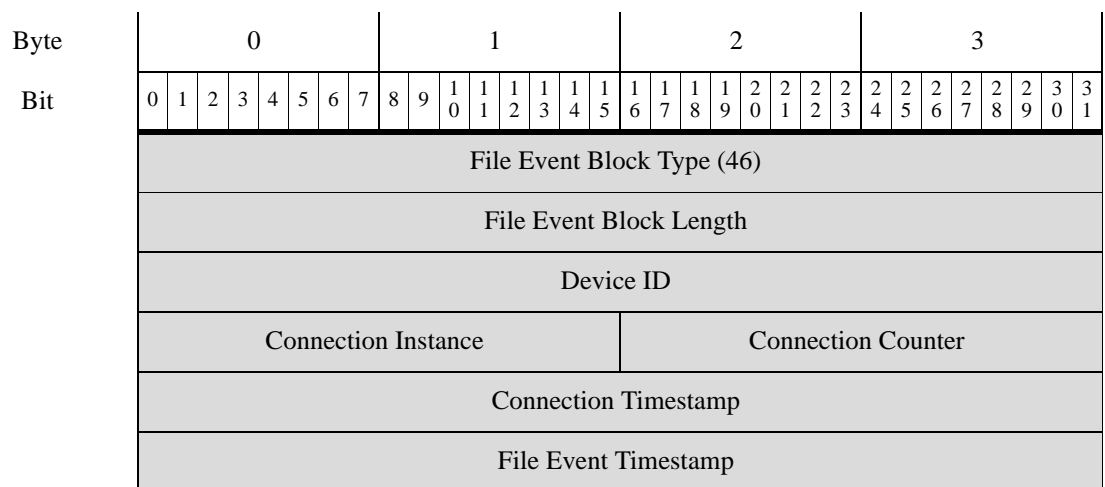 Byte 0 1 2 3
Bit 0 1 2 3 4 5 6 7 8 9 10 11 12 13 14 15 16 17 18 19 20 21 22 23 24 25 26 27 28 29 30 31
File Event Block Type (46)
File Event Block Length
Device ID
Connection Instance Connection Counter
Connection Timestamp
File Event Timestamp